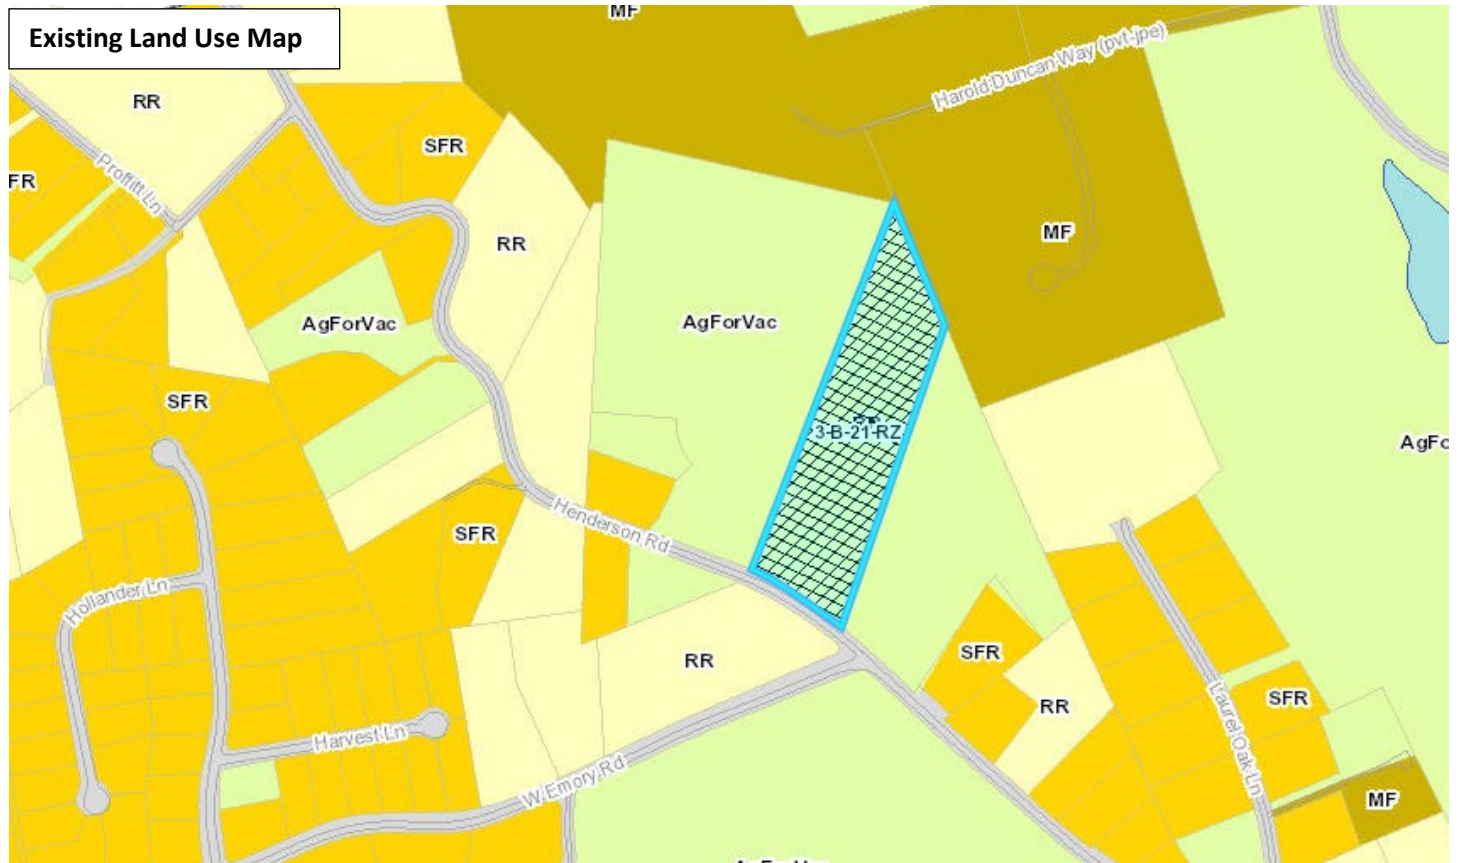 Existing Land Use Map
MF
Harold Duncan Way (pvt-jpe)
RR
SFR
FR
Proffitt Ln
RR
MF
AgForVac
AgForVac
SFR
3-B-21-RZ
AgFo
Henderson Rd
SFR
Hollander Ln
SFR
RR
SFR
RR
Laurel Oak Ln
Harvest Ln
W Emory Rd
MF
AgForVac